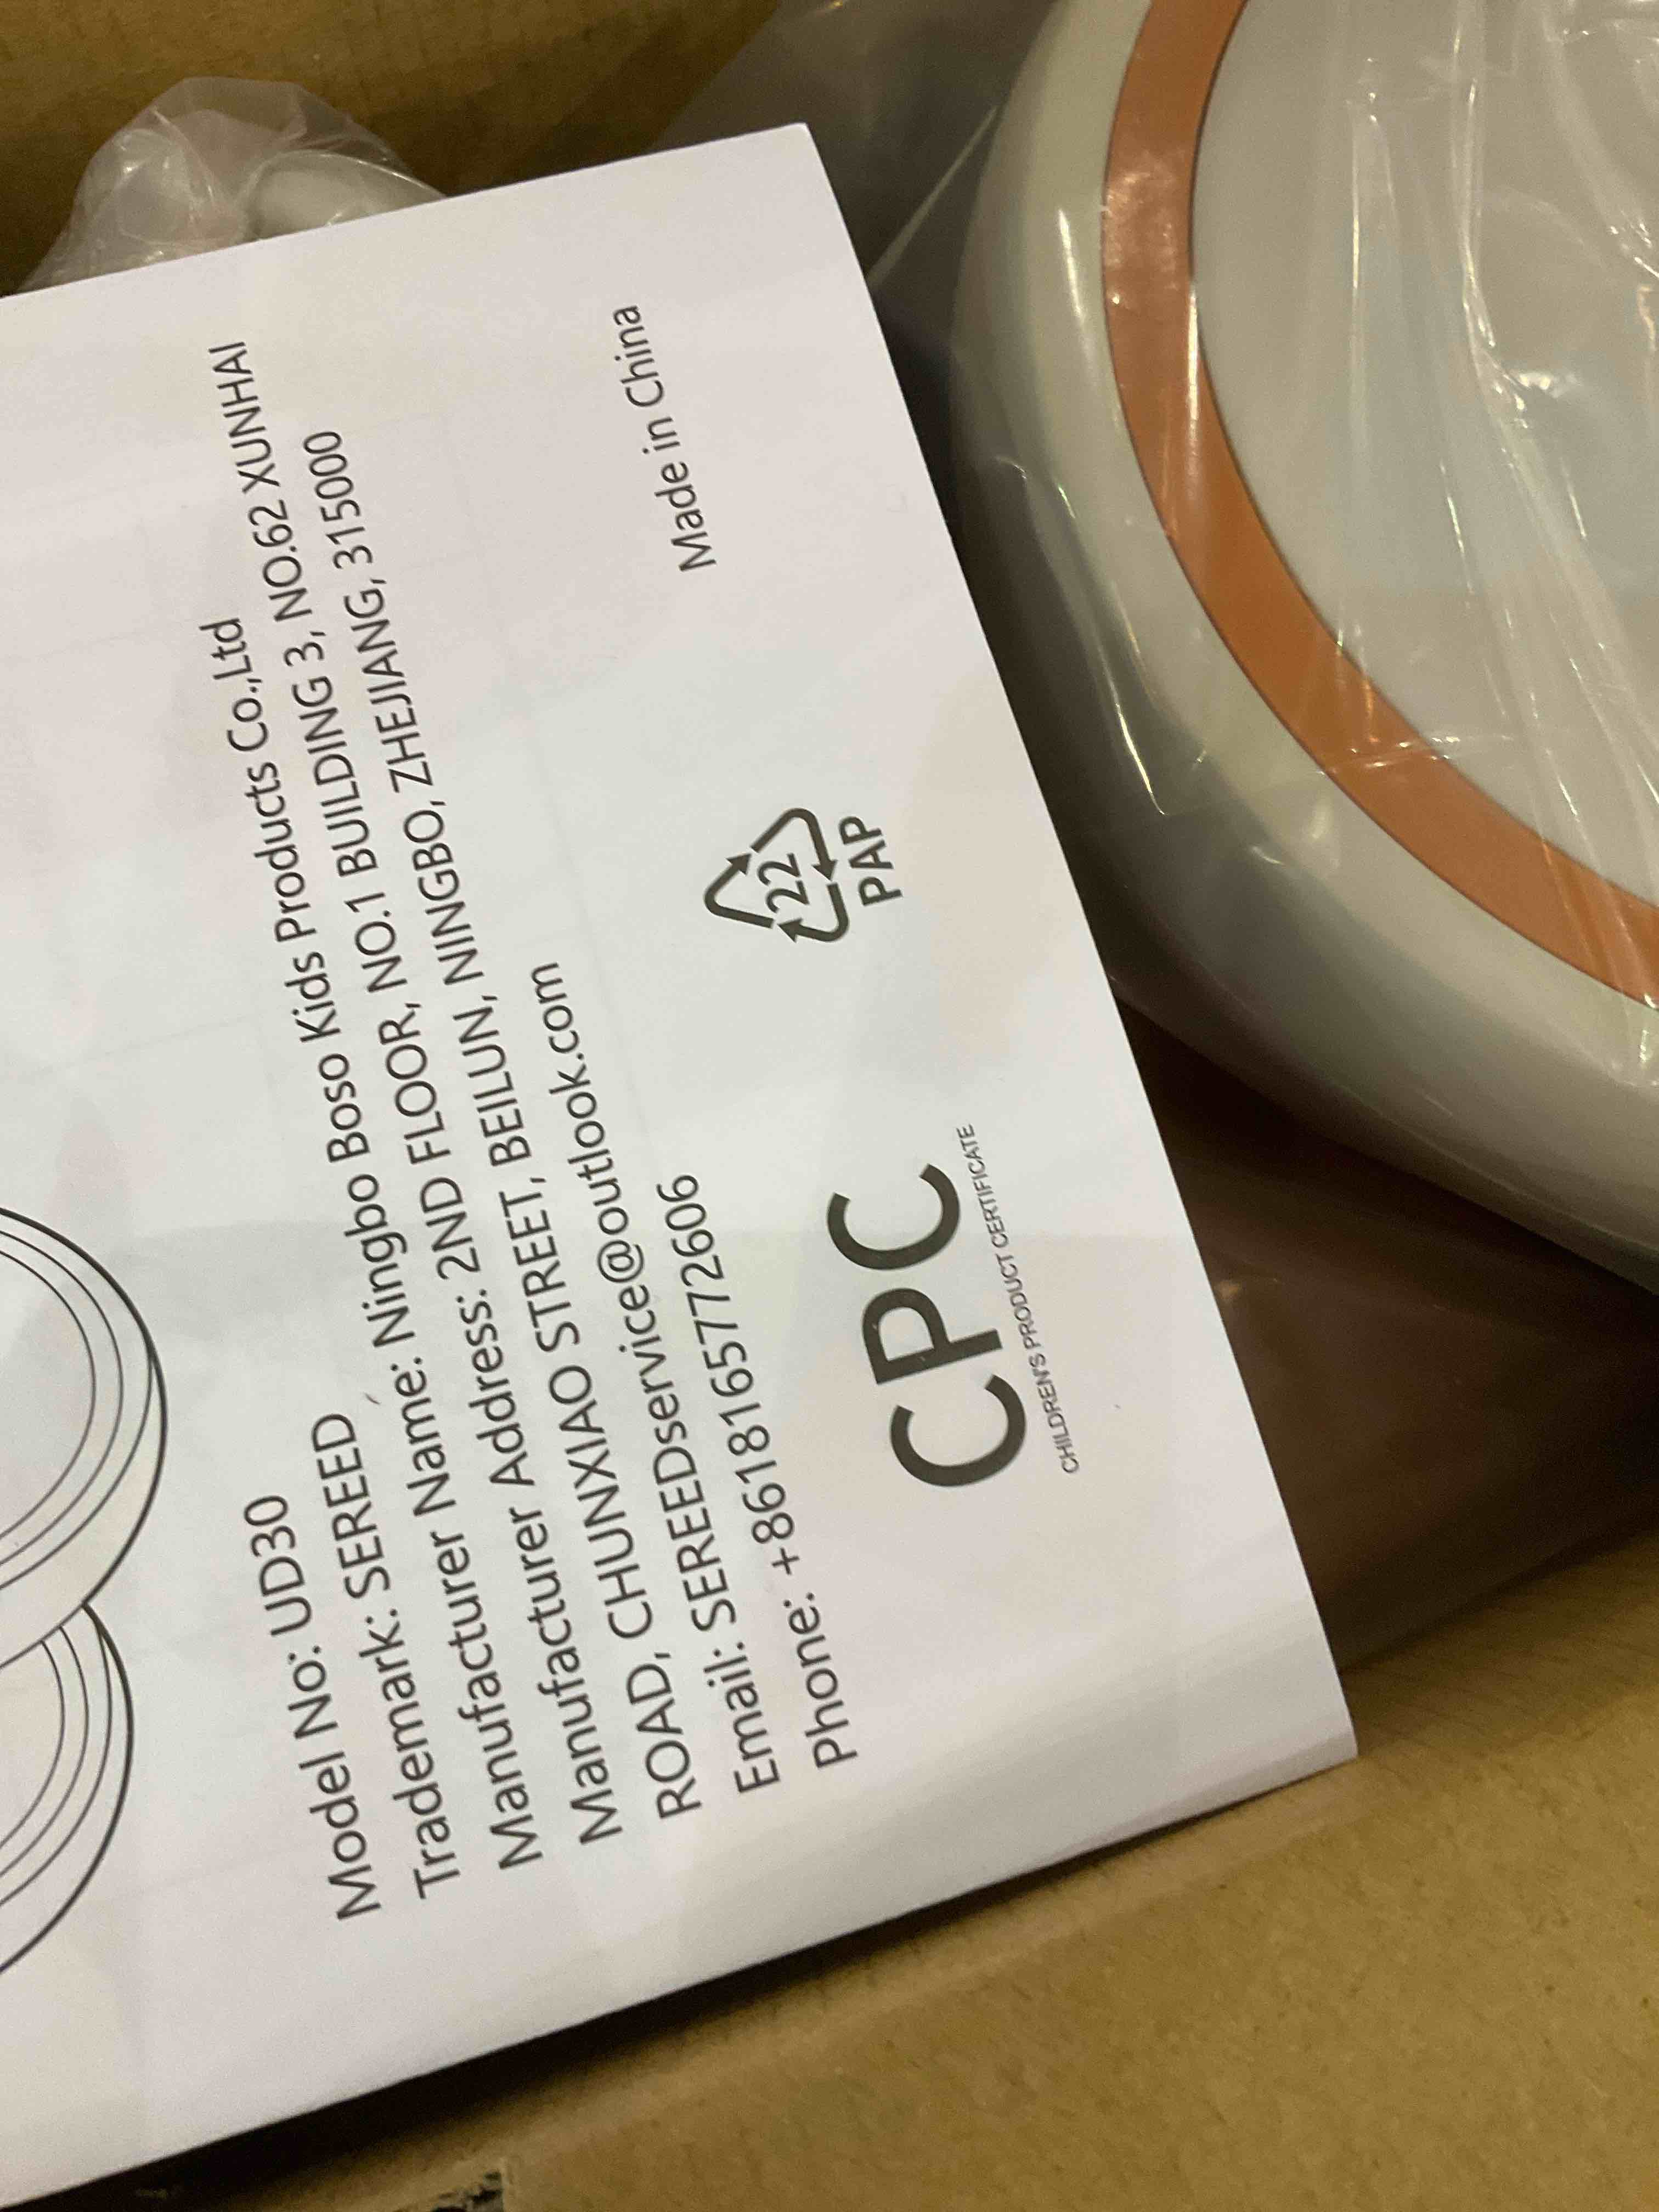 Model No: UD30
Trademark: SEREED
Manufacturer Name: Ningbo Boso Kids Products Co.,Ltd
Manufacturer Address: 2ND FLOOR, NO.1 BUILDING 3, NO.62 XUNHAI
Manufacturer CHUNXIAO STREET, BEILUN, NINGBO, ZHEJIANG, 315000
ROAD, CHUNXIAO STREET, BEILUN, NINGBO, ZHEJIANG, 315000
Email: SEREEDservice@outlook.com
Phone: +8618165772606
Made in China
CPC
CHILDREN'S PRODUCT CERTIFICATE
22
PAP